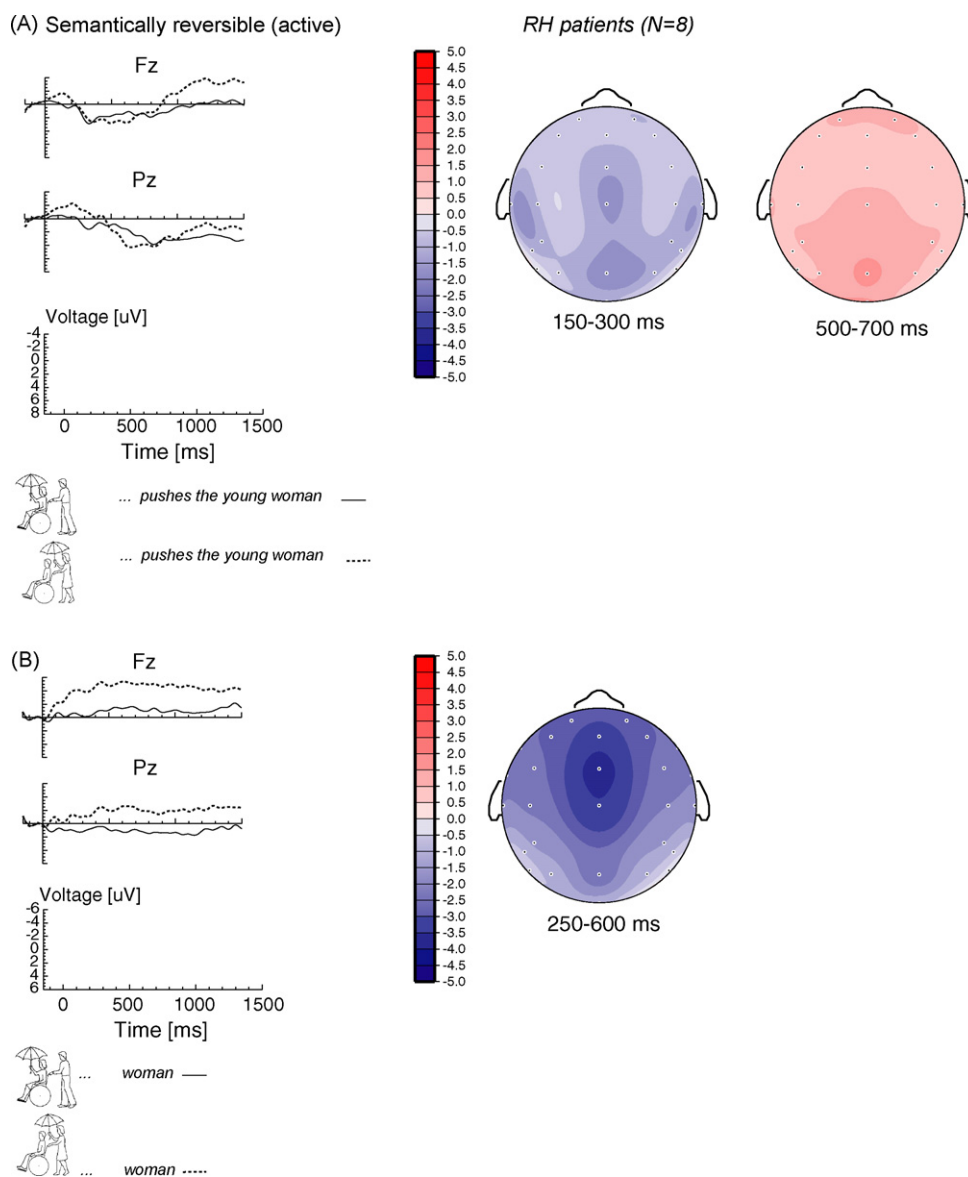 (A) Semantically reversible (active)
RH patients (N=8)
Fz
Pz
Voltage [uV]
-4
-2
0
2
4
6
8
0 500 1000 1500
Time [ms]
5.0
4.5
4.0
3.5
3.0
2.5
2.0
1.5
1.0
0.5
0.0
-0.5
-1.0
-1.5
-2.0
-2.5
-3.0
-3.5
-4.0
-4.5
-5.0
150-300 ms
500-700 ms
... pushes the young woman
... pushes the young woman
(B)
Fz
Pz
Voltage [uV]
-6
-4
-2
0
2
4
6
0 500 1000 1500
Time [ms]
5.0
4.5
4.0
3.5
3.0
2.5
2.0
1.5
1.0
0.5
0.0
-0.5
-1.0
-1.5
-2.0
-2.5
-3.0
-3.5
-4.0
-4.5
-5.0
250-600 ms
... woman
... woman